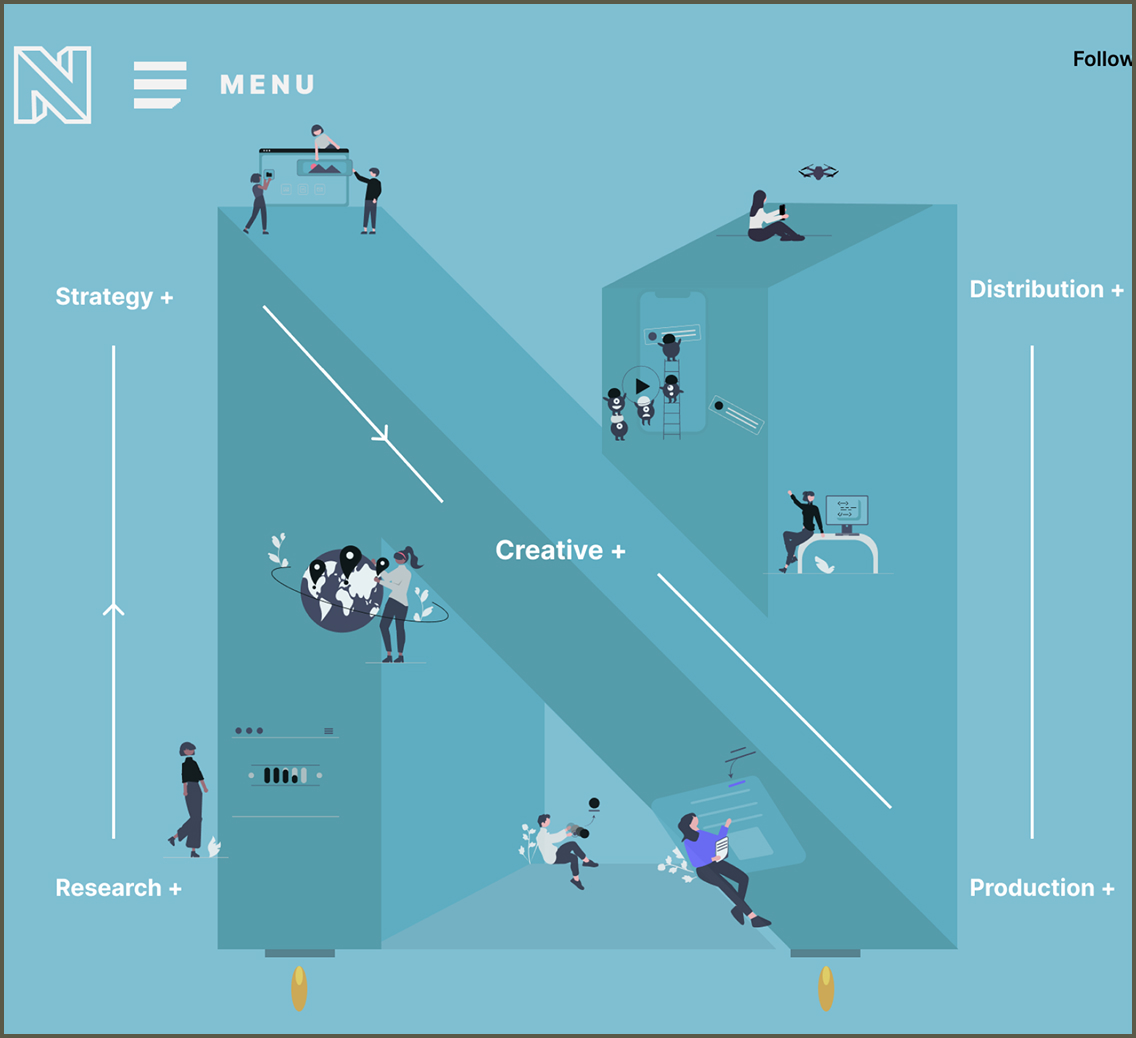 MENU
Follow
Strategy +
Distribution +
Creative +
Research +
Production +